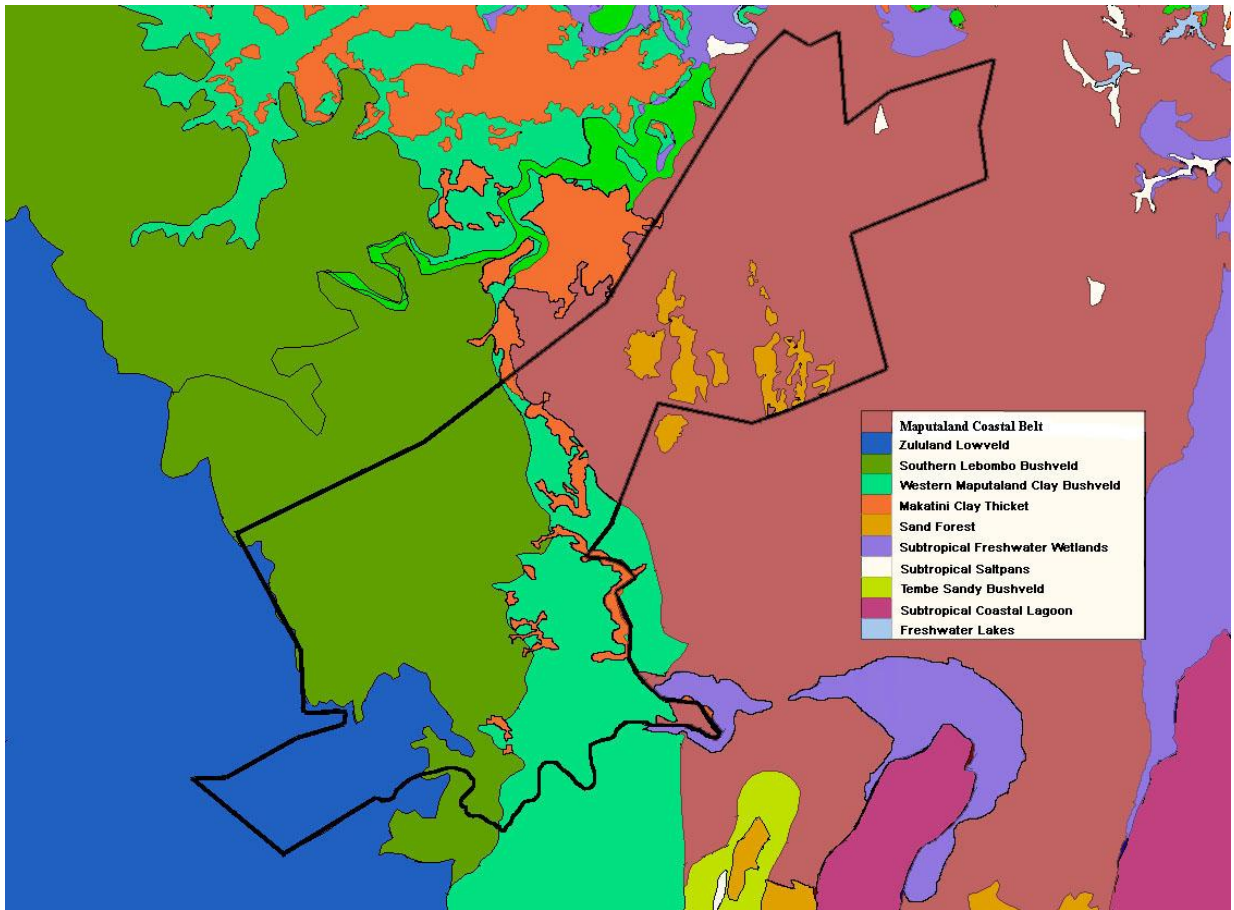 Maputaland Coastal Belt
Zululand Lowveld
Southern Lebombo Bushveld
Western Maputaland Clay Bushveld
Makatini Clay Thicket
Sand Forest
Subtropical Freshwater Wetlands
Subtropical Saltpans
Tembe Sandy Bushveld
Subtropical Coastal Lagoon
Freshwater Lakes